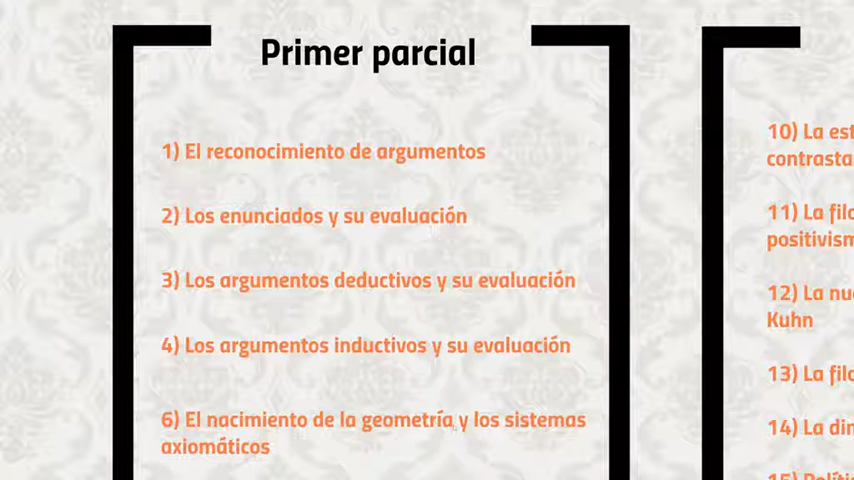 Primer parcial
1) El reconocimiento de argumentos
2) Los enunciados y su evaluación
3) Los argumentos deductivos y su evaluación
4) Los argumentos inductivos y su evaluación
6) El nacimiento de la geometría y los sistemas
axiomáticos
10) La
11) La
12) La
Kuhn
13) La
14) La